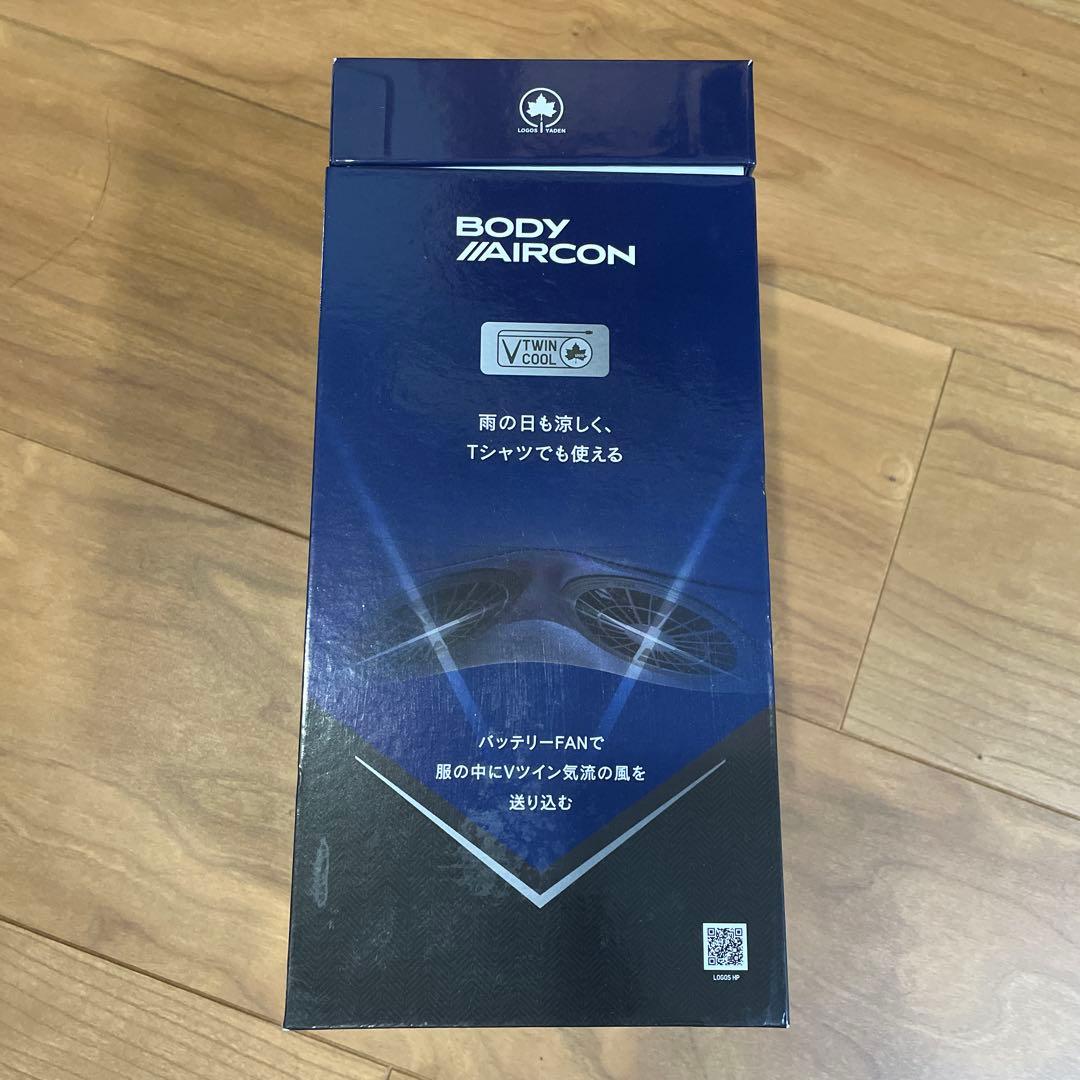 LOGOS YADEN
BODY
AIRCON
V TWIN
COOL
雨の日も涼しく、
Tシャツでも使える
バッテリーFANで
服の中にVツイン気流の風を
送り込む
LOGOS HP